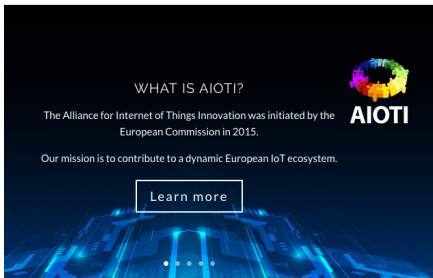 WHAT IS AIOTI?
The Alliance for Internet of Things Innovation was initiated by the
European Commission in 2015.
Our mission is to contribute to a dynamic European IoT ecosystem.
Learn more
AIOTI